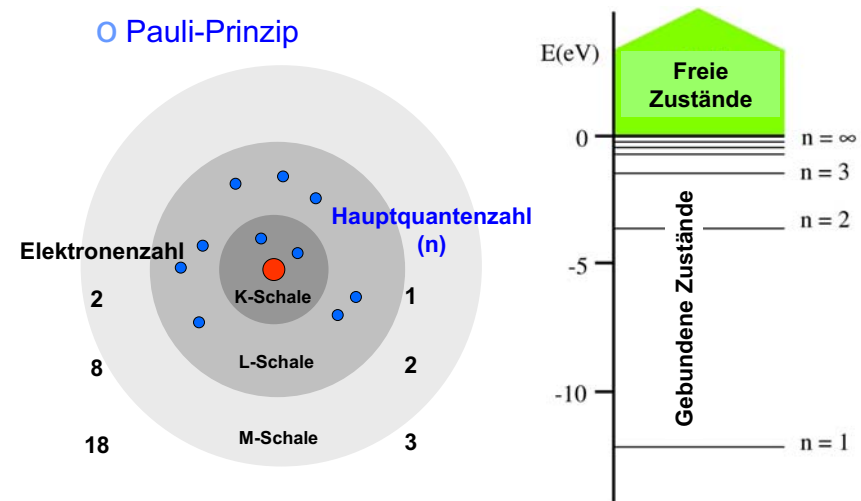 o Pauli-Prinzip
Hauptquantenzahl
(n)
Elektronenzahl
2
K-Schale
1
8
L-Schale
2
18
M-Schale
3
E(eV)
Freie
Zustände
0
n = ∞
n = 3
n = 2
-5
Gebundene Zustände
-10
n = 1